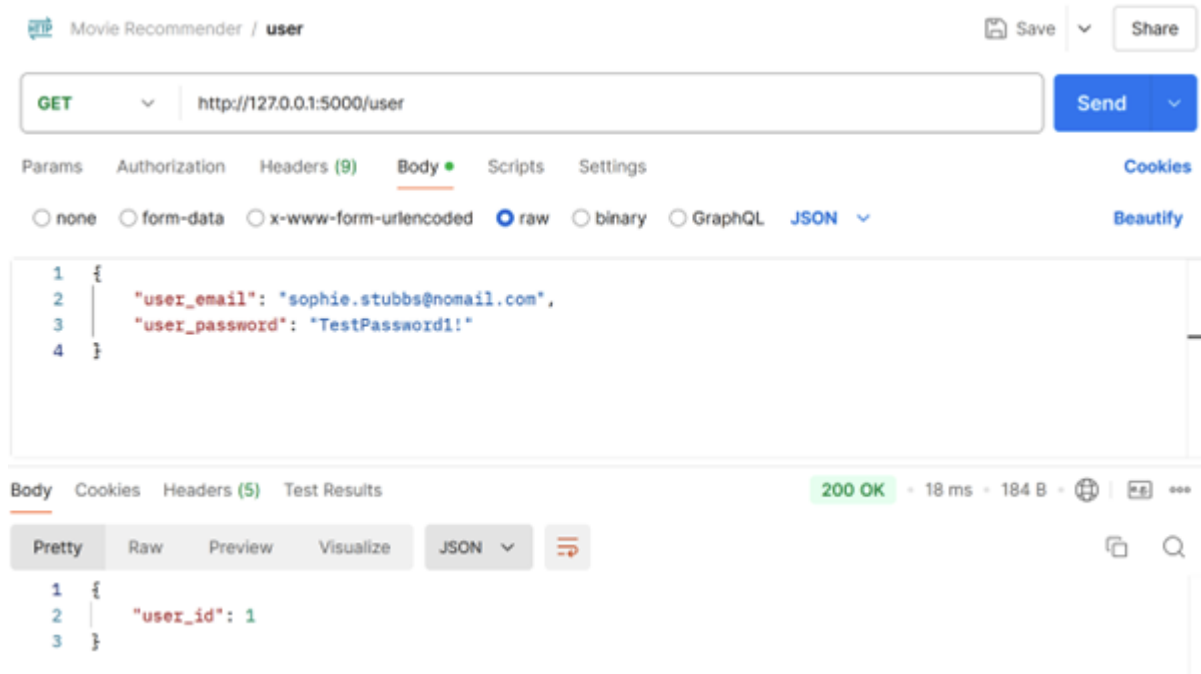 HTTP Movie Recommender / user Save Share
GET http://127.0.0.1:5000/user Send
Params Authorization Headers (9) Body Scripts Settings Cookies
none form-data x-www-form-urlencoded raw binary GraphQL JSON Beautify
1 {
2 "user_email": "sophie.stubbs@nomail.com",
3 "user_password": "TestPassword1!"
4 }
Body Cookies Headers (5) Test Results 200 OK 18 ms 184 B e.g.
Pretty Raw Preview Visualize JSON
1 {
2 "user_id": 1
3 }